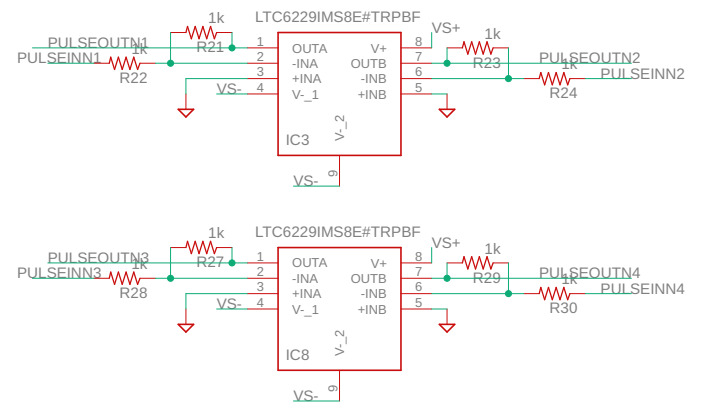 1k
LTC6229IMS8E#TRPBF
VS+
1k
PULSEOUTN1
R21
1
OUTA
V+
8
R23
PULSEOUTN2
PULSEINN1
1k
R22
2
-INA
OUTB
7
1k
PULSEINN2
3
+INA
-INB
6
R24
VS-
4
V-_1
+INB
5
V-_2
IC3
9
VS-
1k
LTC6229IMS8E#TRPBF
VS+
1k
PULSEOUTN3
R27
1
OUTA
V+
8
R29
PULSEOUTN4
PULSEINN3
1k
R28
2
-INA
OUTB
7
1k
PULSEINN4
3
+INA
-INB
6
R30
VS-
4
V-_1
+INB
5
V-_2
IC8
9
VS-